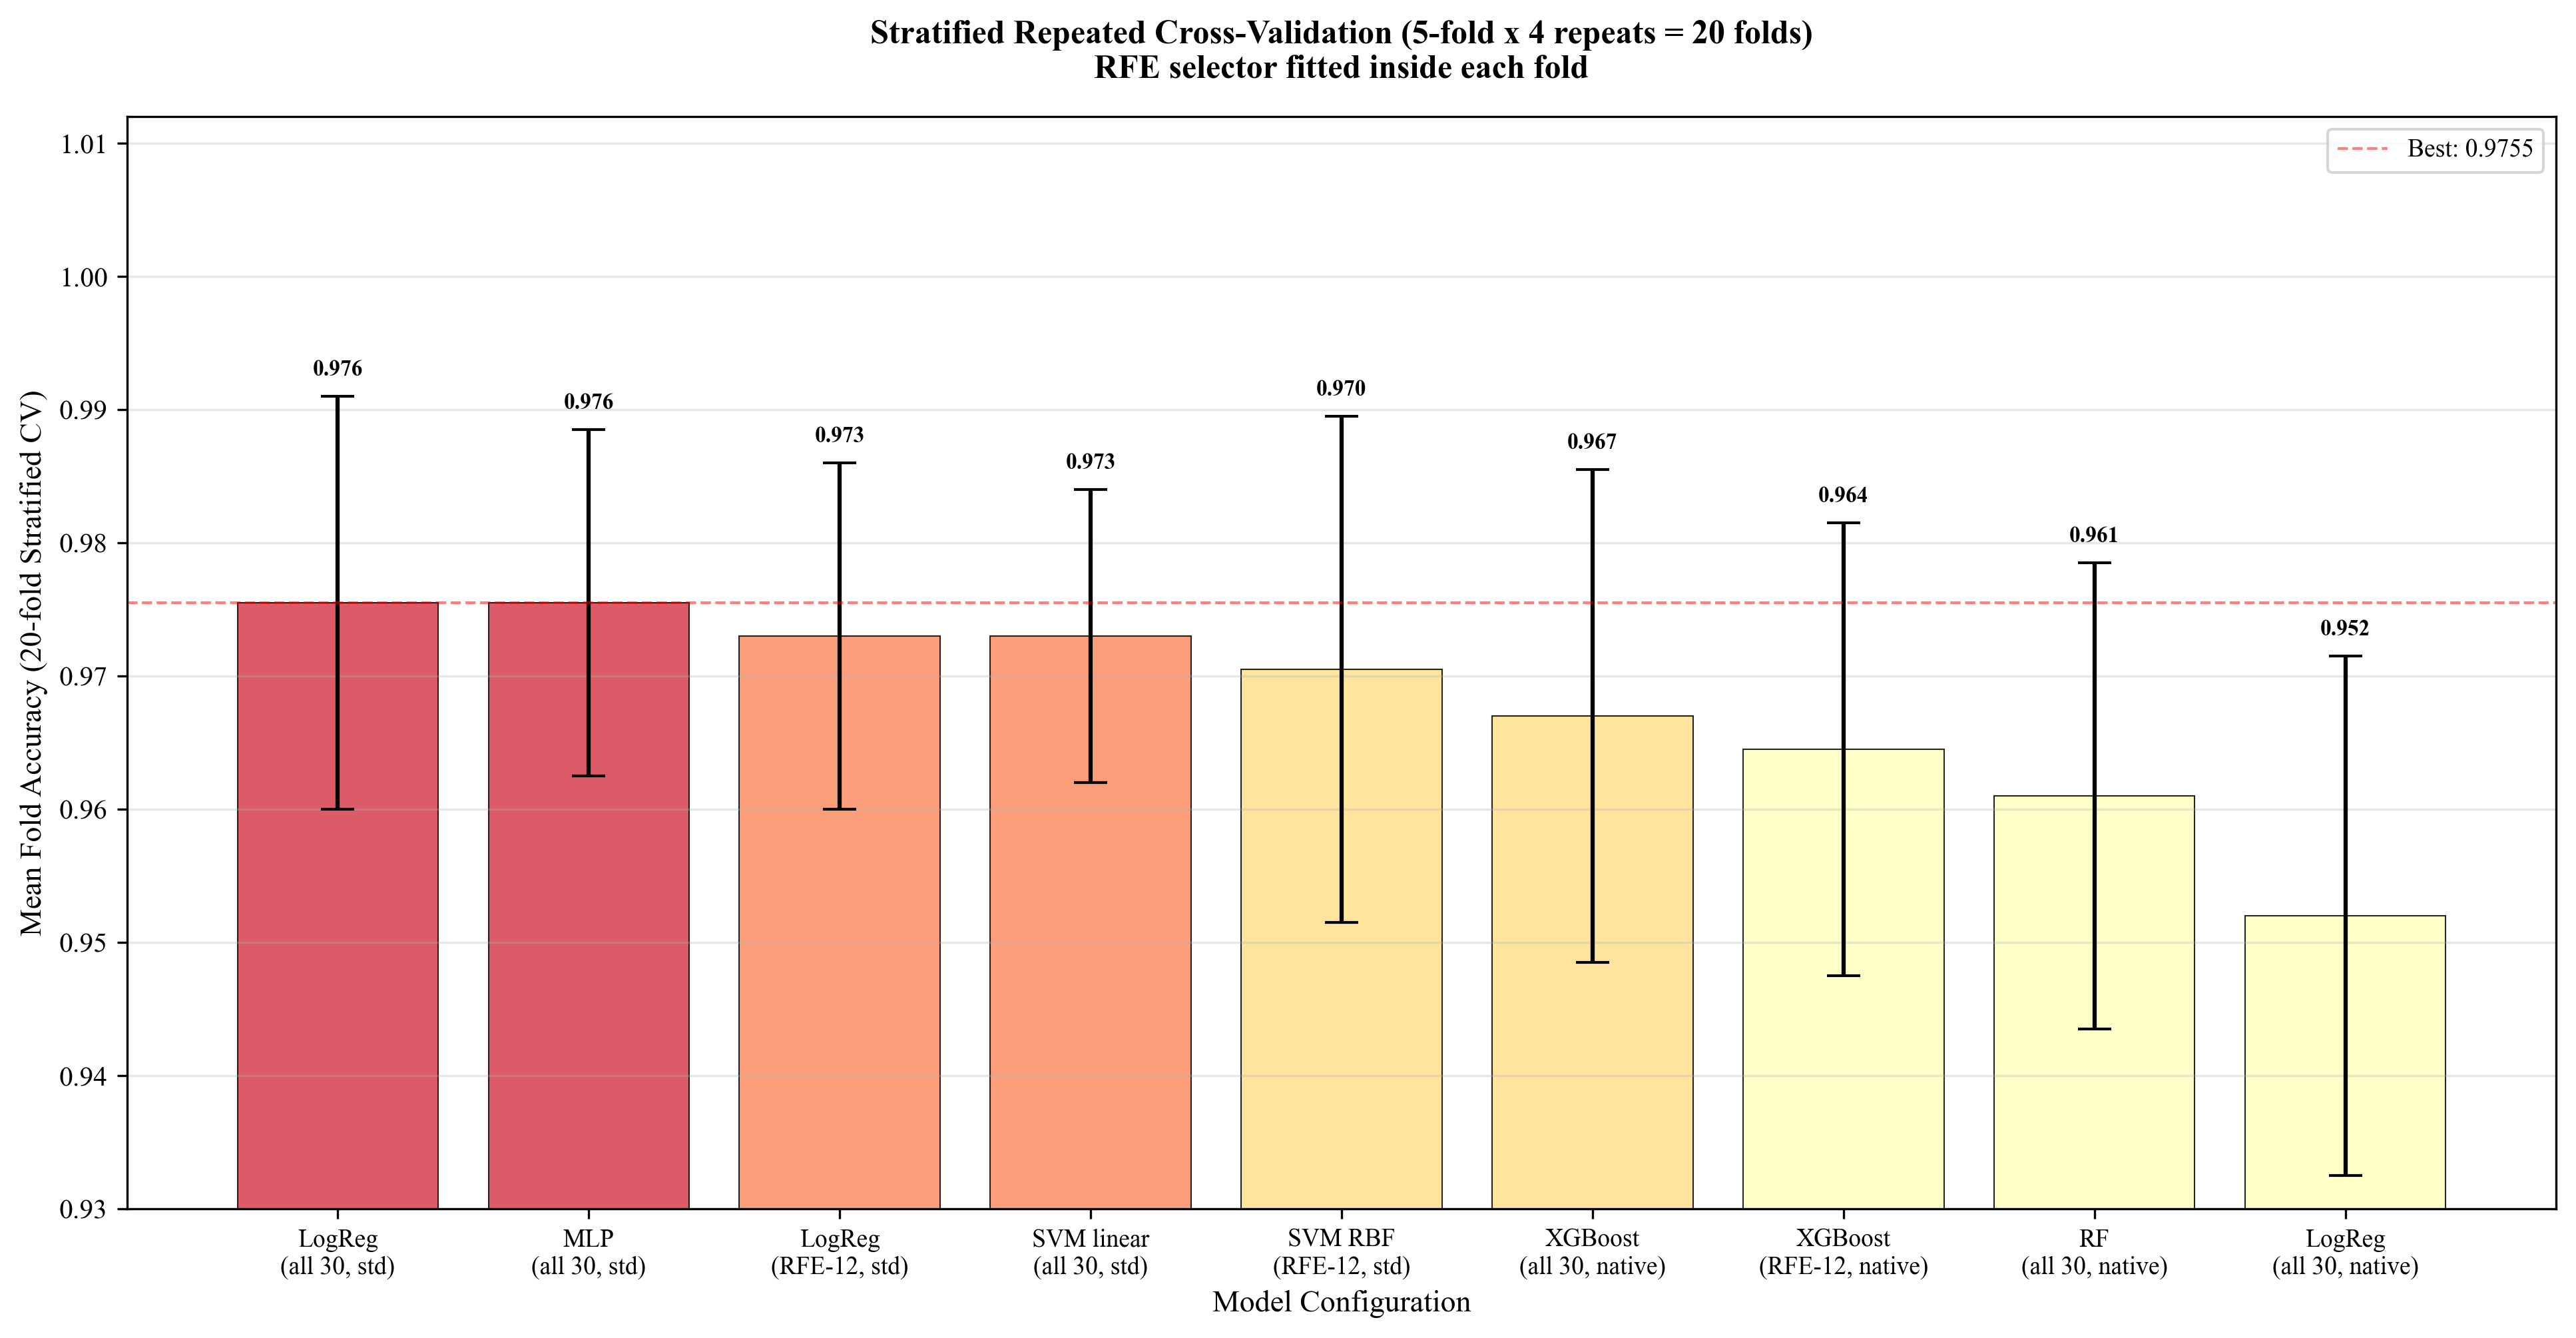 Stratified Repeated Cross-Validation (5-fold x 4 repeats = 20 folds)
RFE selector fitted inside each fold
Best: 0.9755
Mean Fold Accuracy (20-fold Stratified CV)
1.01
1.00
0.99
0.98
0.97
0.96
0.95
0.94
0.93
0.976
0.976
0.973
0.973
0.970
0.967
0.964
0.961
0.952
LogReg
(all 30, std)
MLP
(all 30, std)
LogReg
(RFE-12, std)
SVM linear
(all 30, std)
SVM RBF
(RFE-12, std)
XGBoost
(all 30, native)
XGBoost
(RFE-12, native)
RF
(all 30, native)
LogReg
(all 30, native)
Model Configuration